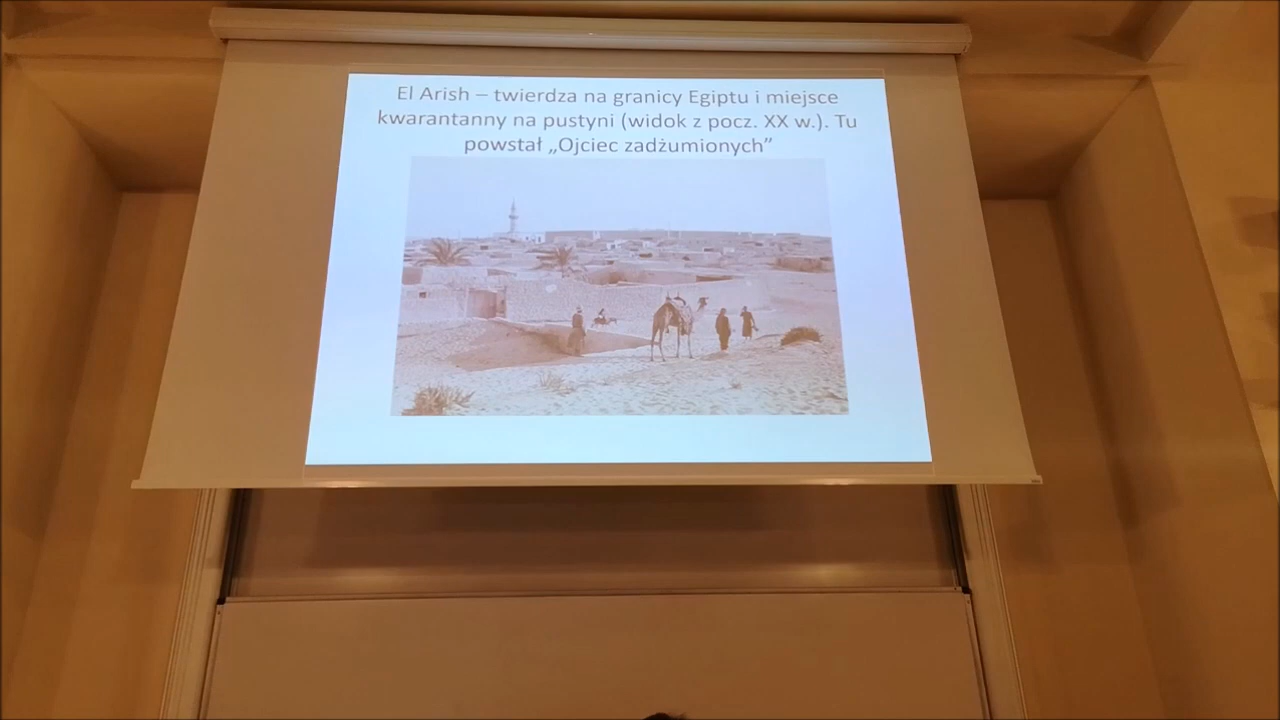 El Arish – twierdza na granicy Egiptu i miejsce
kwarantanny na pustyni (widok z pocz. XX w.). Tu
powstał „Ojciec zadżumionych”